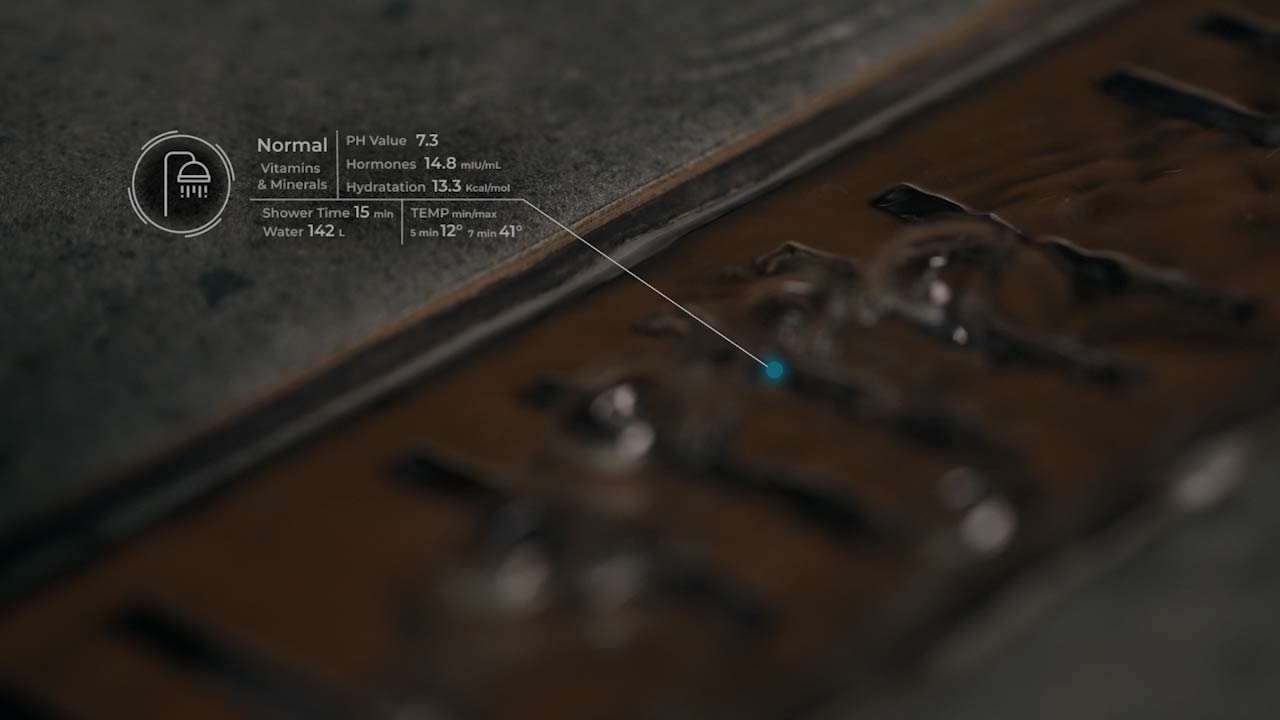 Normal
Vitamins
& Minerals
PH Value 7.3
Hormones 14.8 mIU/mL
Hydratation 13.3 Kcal/mol
Shower Time 15 min
Water 142 L
TEMP min/max
5 min 12° 7 min 41°